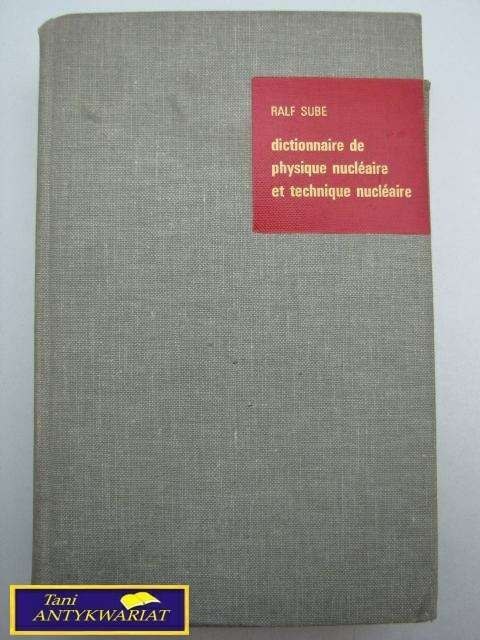 RALF SUBE
dictionnaire de
physique nucléaire
et technique nucléaire
Tani
ANTYKWARIAT